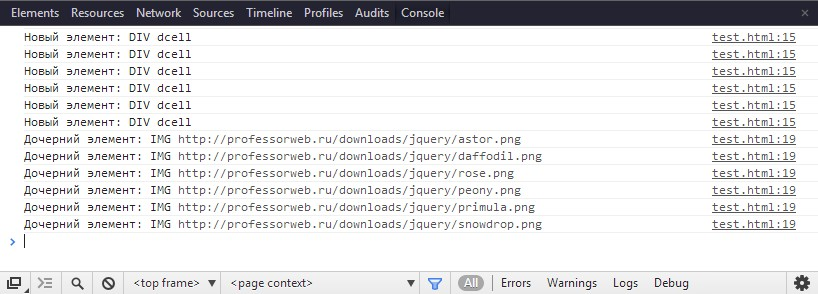 Elements Resources Network Sources Timeline Profiles Audits Console ×
Новый элемент: DIV dcell test.html:15
Новый элемент: DIV dcell test.html:15
Новый элемент: DIV dcell test.html:15
Новый элемент: DIV dcell test.html:15
Новый элемент: DIV dcell test.html:15
Новый элемент: DIV dcell test.html:15
Дочерний элемент: IMG http://professorweb.ru/downloads/jquery/astor.png test.html:19
Дочерний элемент: IMG http://professorweb.ru/downloads/jquery/daffodil.png test.html:19
Дочерний элемент: IMG http://professorweb.ru/downloads/jquery/rose.png test.html:19
Дочерний элемент: IMG http://professorweb.ru/downloads/jquery/peony.png test.html:19
Дочерний элемент: IMG http://professorweb.ru/downloads/jquery/primula.png test.html:19
Дочерний элемент: IMG http://professorweb.ru/downloads/jquery/snowdrop.png test.html:19
>
<top frame> ▼ <page context> ▼ All Errors Warnings Logs Debug